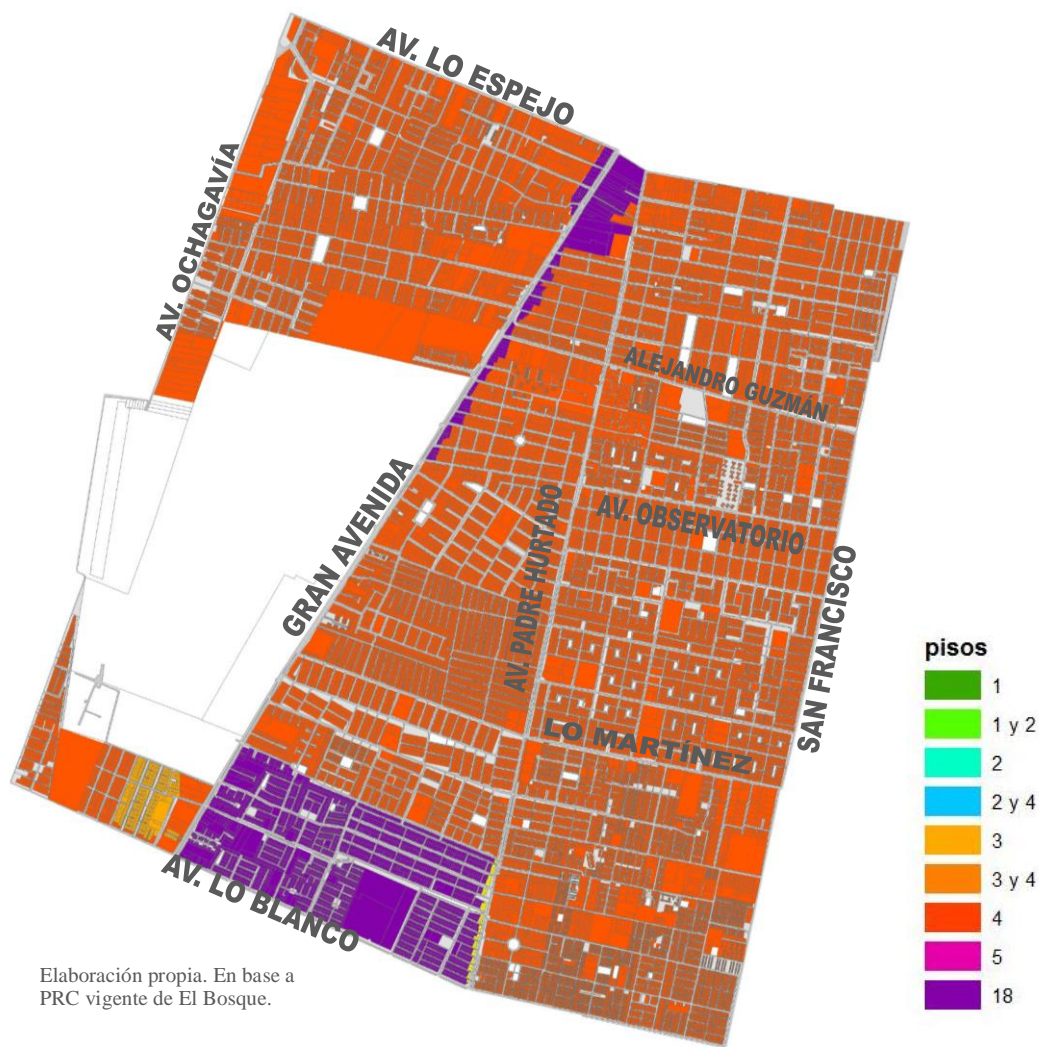 AV. LO ESPEJO
AV. OCHAGAVÍA
ALEJANDRO GUZMÁN
GRAN AVENIDA
AV. PADRE HURTADO
AV. OBSERVATORIO
SAN FRANCISCO
LO MARTÍNEZ
AV. LO BLANCO
pisos
1
1 y 2
2
2 y 4
3
3 y 4
4
5
18
Elaboración propia. En base a
PRC vigente de El Bosque.